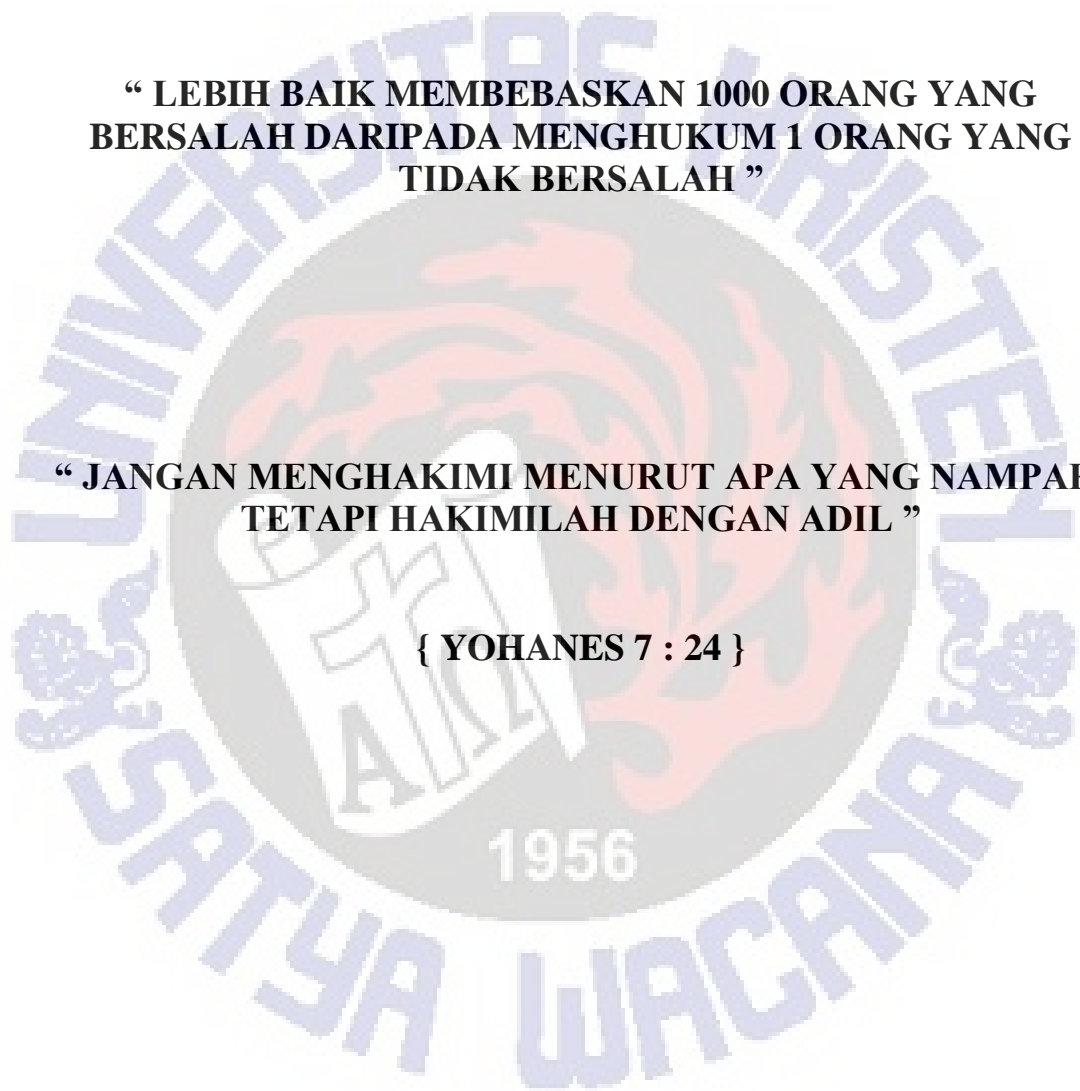 “ LEBIH BAIK MEMBEBASKAN 1000 ORANG YANG
BERSALAH DARIPADA MENGHUKUM 1 ORANG YANG
TIDAK BERSALAH ”
“ JANGAN MENGHAKIMI MENURUT APA YANG NAMPAK
TETAPI HAKIMILAH DENGAN ADIL ”
{ YOHANES 7 : 24 }
UNIVERSITAS KRISTEN
SATYA WACANA
A Ω
1956